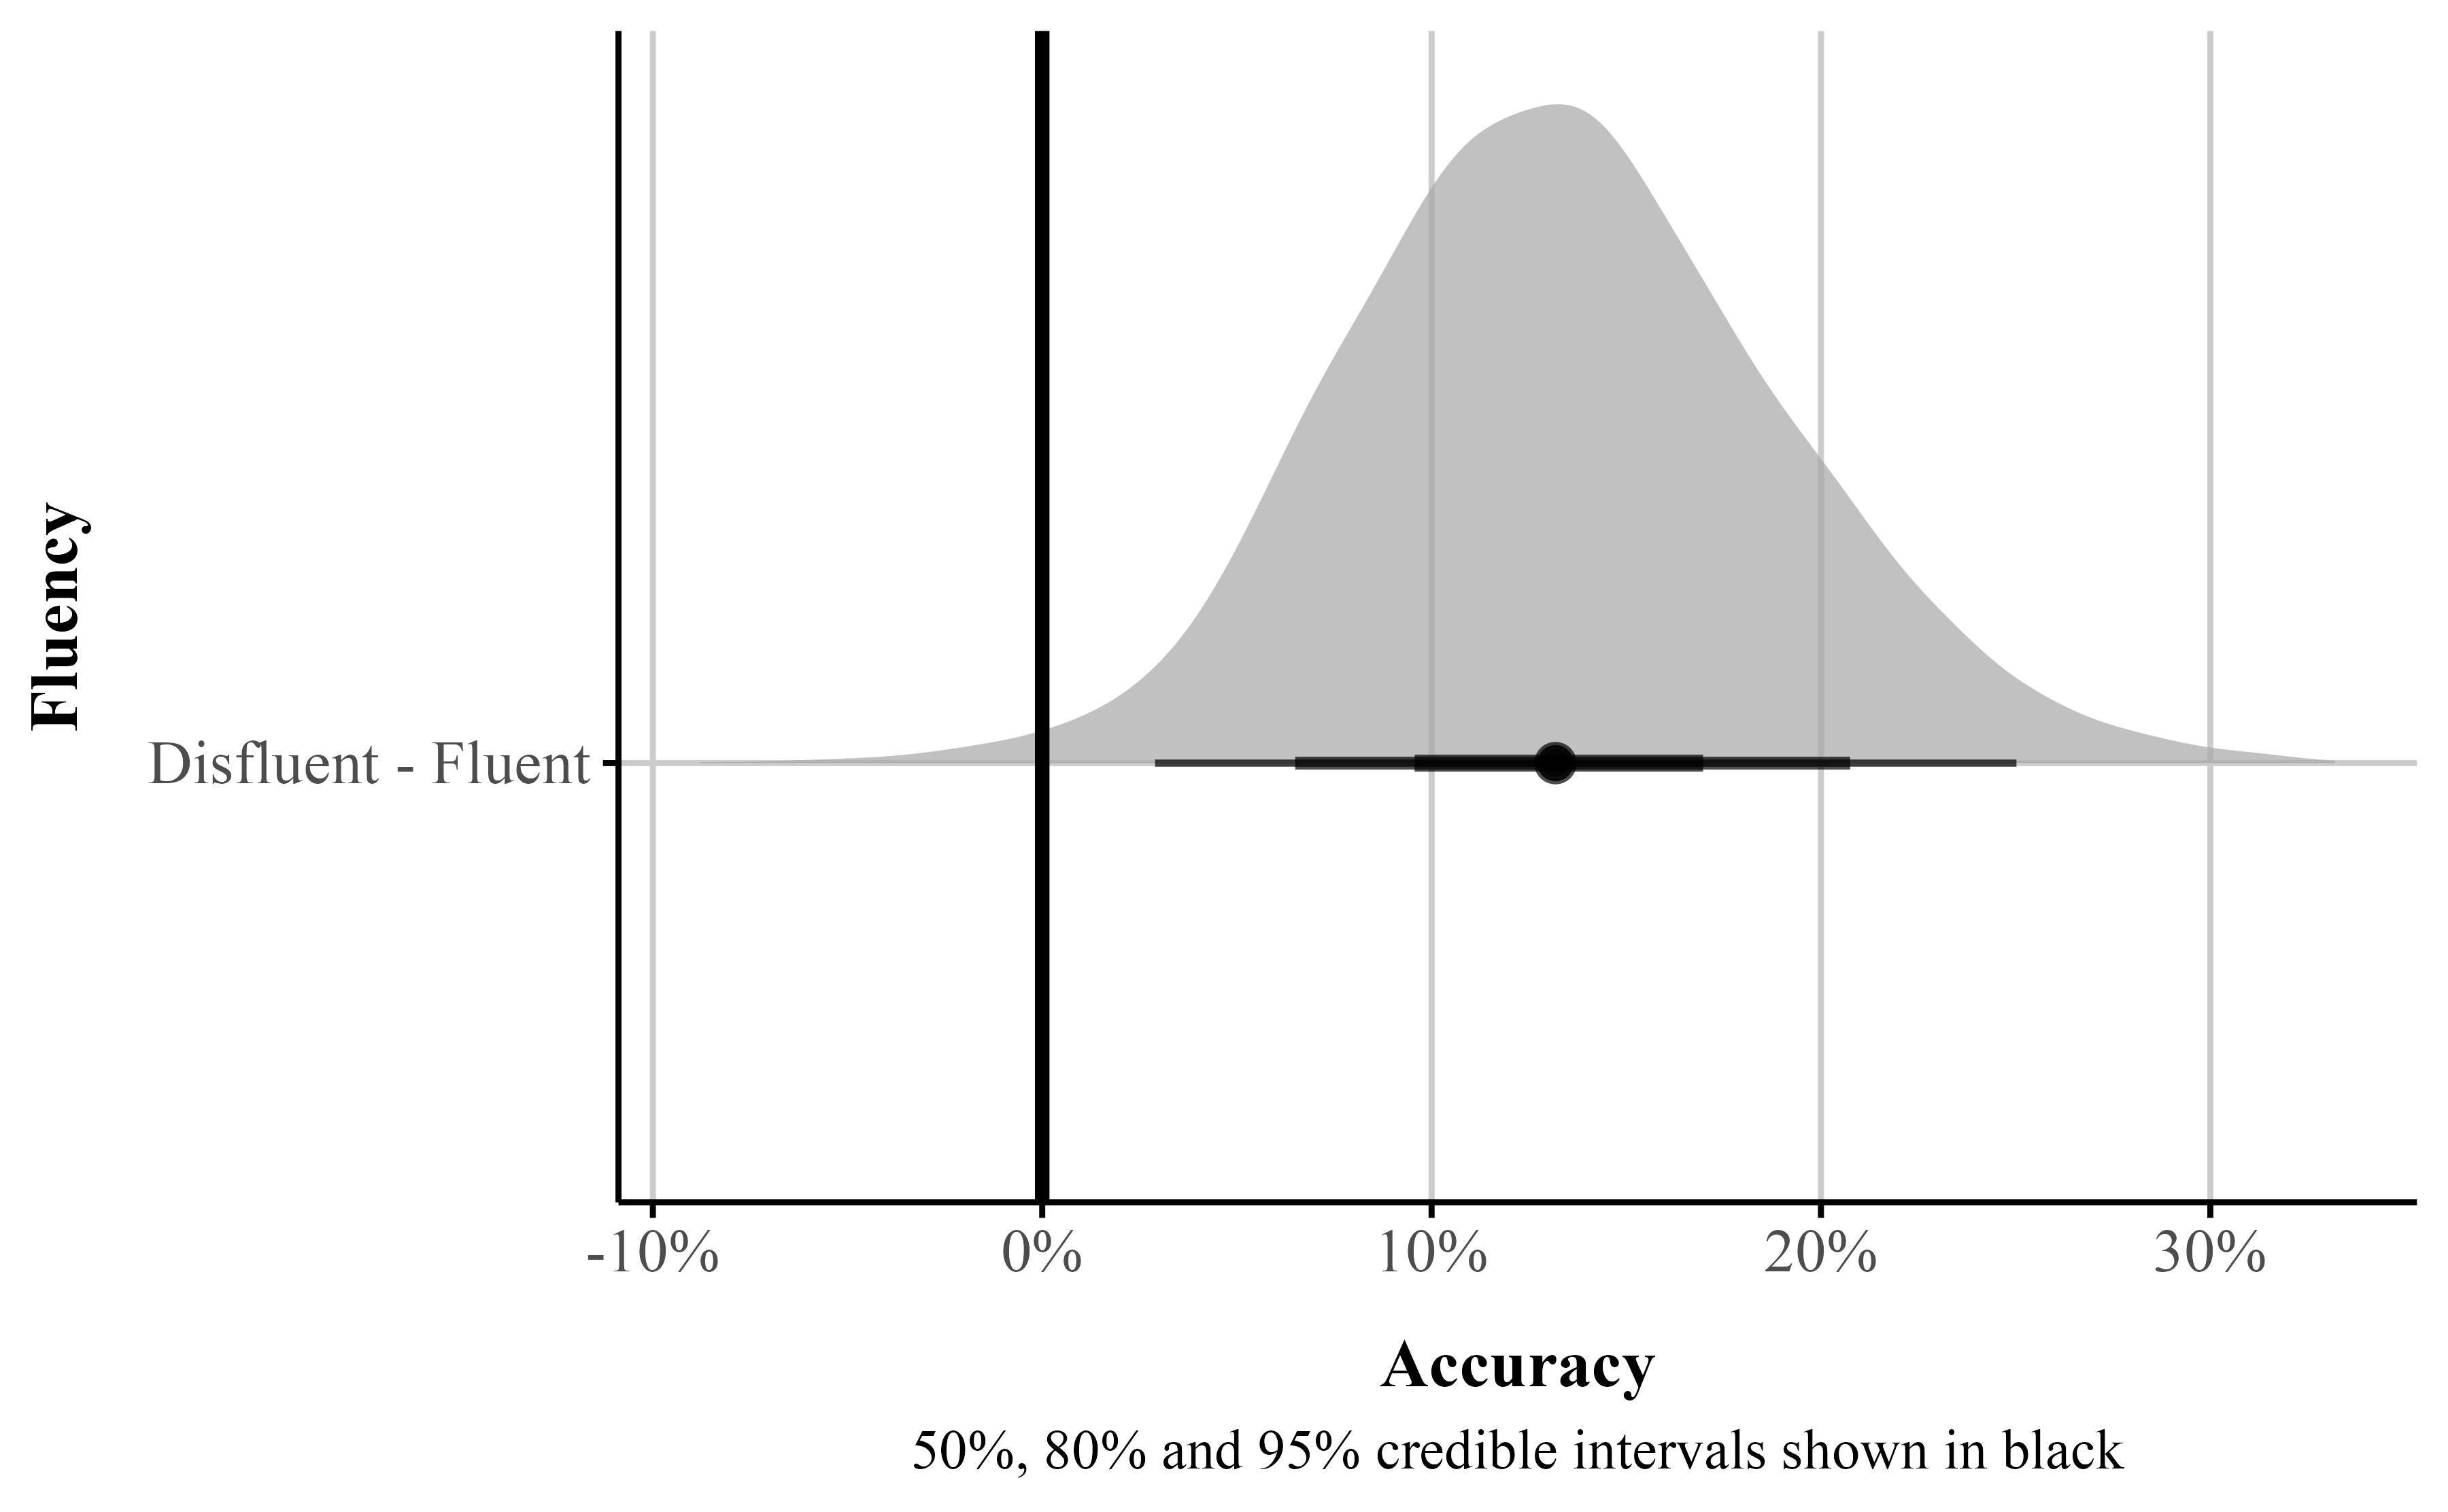 Fluency
Disfluent - Fluent
-10% 0% 10% 20% 30%
Accuracy
50%, 80% and 95% credible intervals shown in black